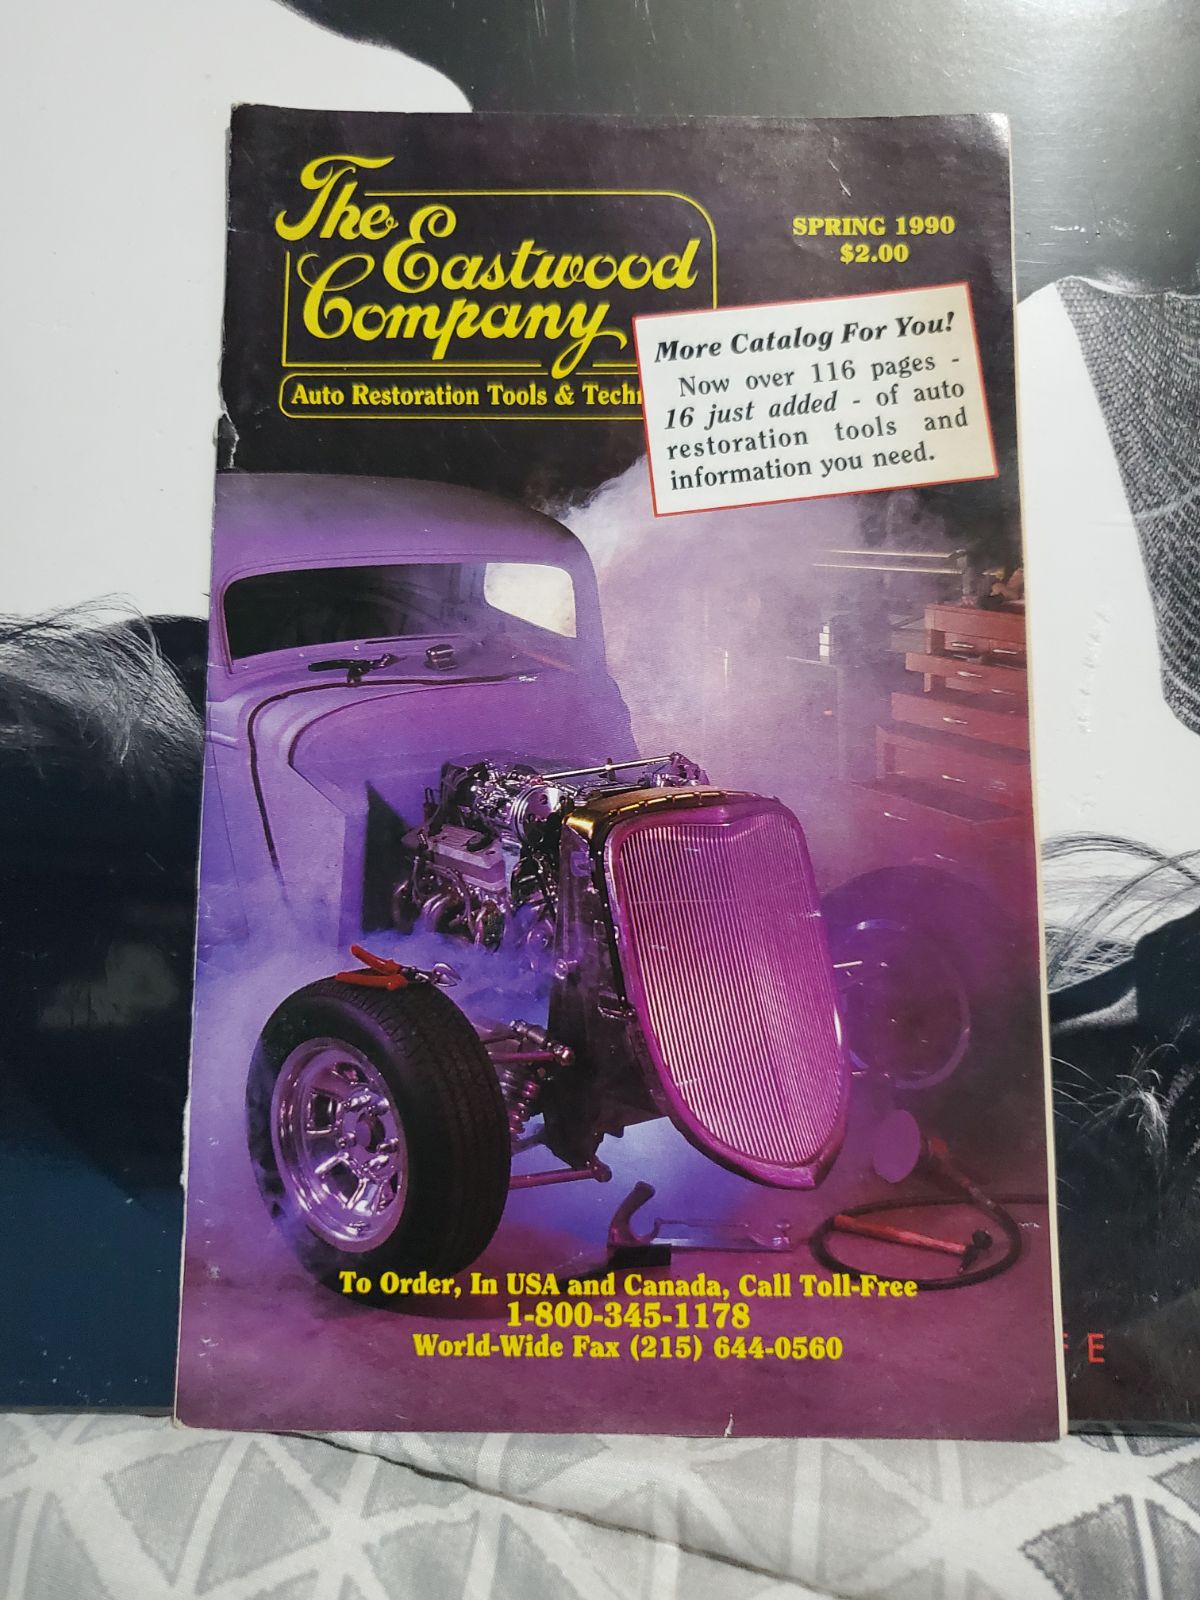 The Eastwood
Company
SPRING 1990
$2.00
Auto Restoration Tools &
More Catalog For You!
Now over 116 pages -
16 just added - of auto
restoration tools and
information you need.
To Order, In USA and Canada, Call Toll-Free
1-800-345-1178
World-Wide Fax (215) 644-0560
FE